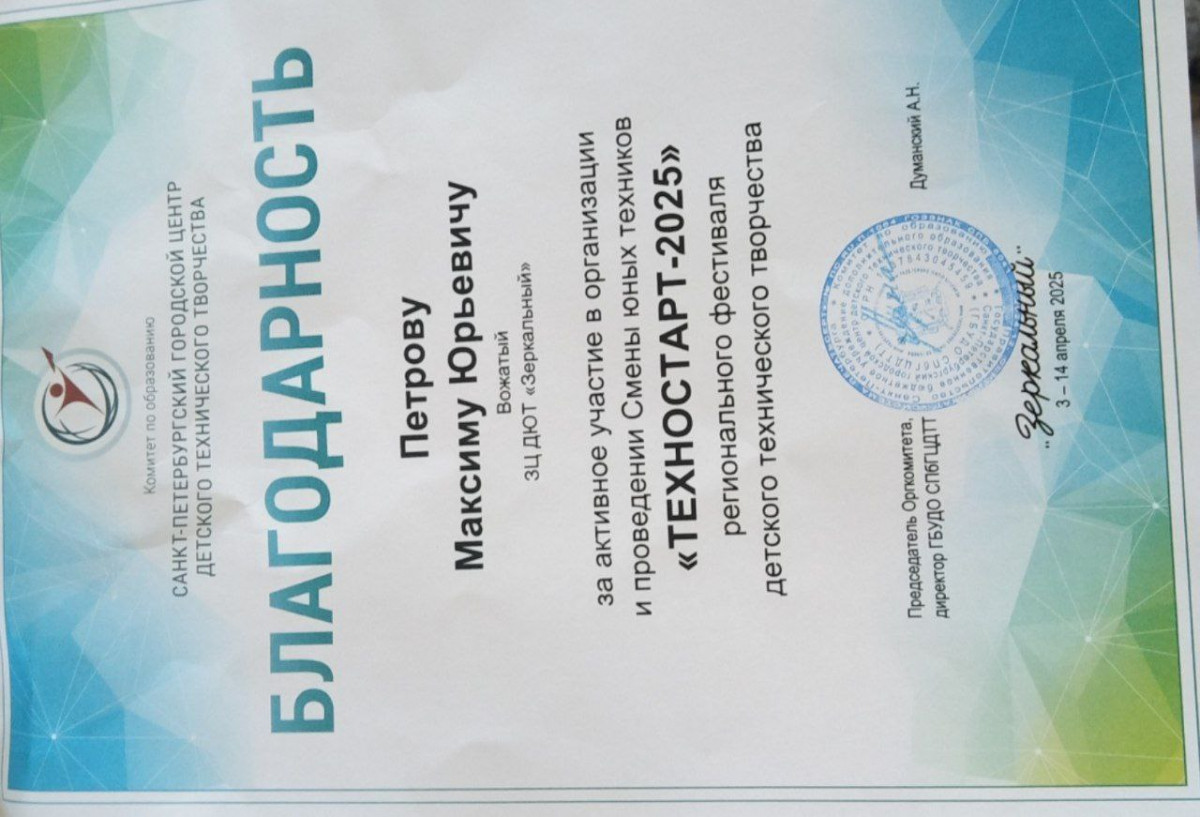 Комитет по образованию
САНКТ-ПЕТЕРБУРГСКИЙ ГОРОДСКОЙ ЦЕНТР
ДЕТСКОГО ТЕХНИЧЕСКОГО ТВОРЧЕСТВА
БЛАГОДАРНОСТЬ
Петрову
Максиму Юрьевичу
Вожатый
ЗЦ ДЮТ «Зеркальный»
за активное участие в организации
и проведении Смены юных техников
«ТЕХНОСТАРТ-2025»
регионального фестиваля
детского технического творчества
Председатель Оргкомитета,
директор ГБУДО СПбГЦДТТ
Думанский А.Н.
"Зеркальный"
3 – 14 апреля 2025